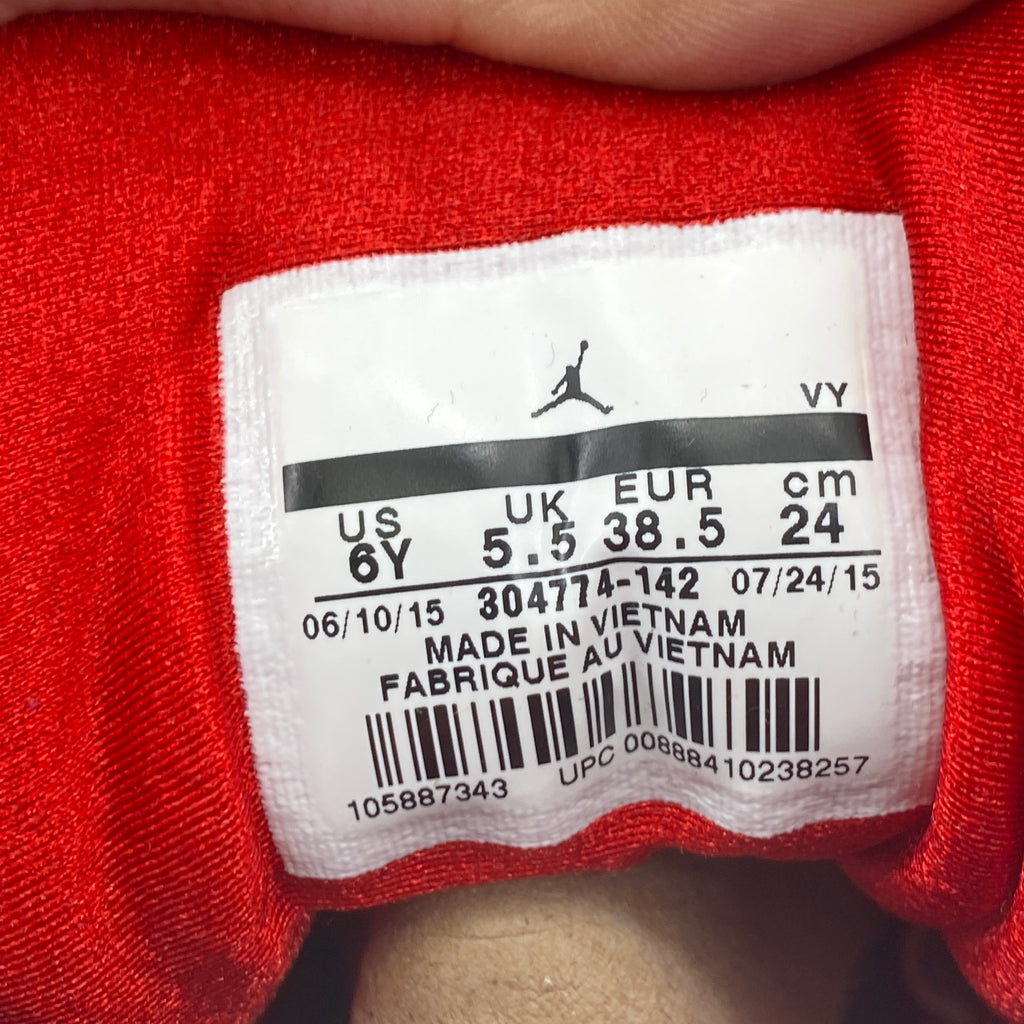 VY
US UK EUR cm
6Y 5.5 38.5 24
06/10/15 304774-142 07/24/15
MADE IN VIETNAM
FABRIQUE AU VIETNAM
105887343 UPC 00888410238257